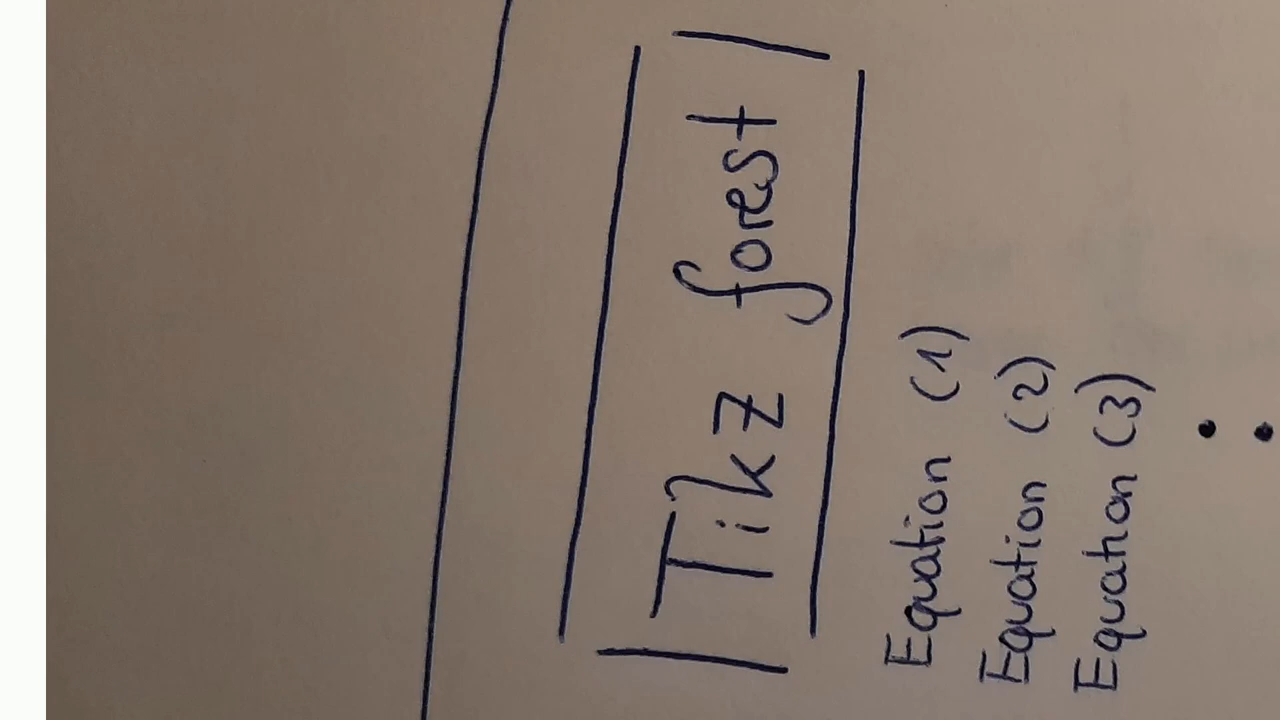 Tikz forest
Equation (1)
Equation (2)
Equation (3)